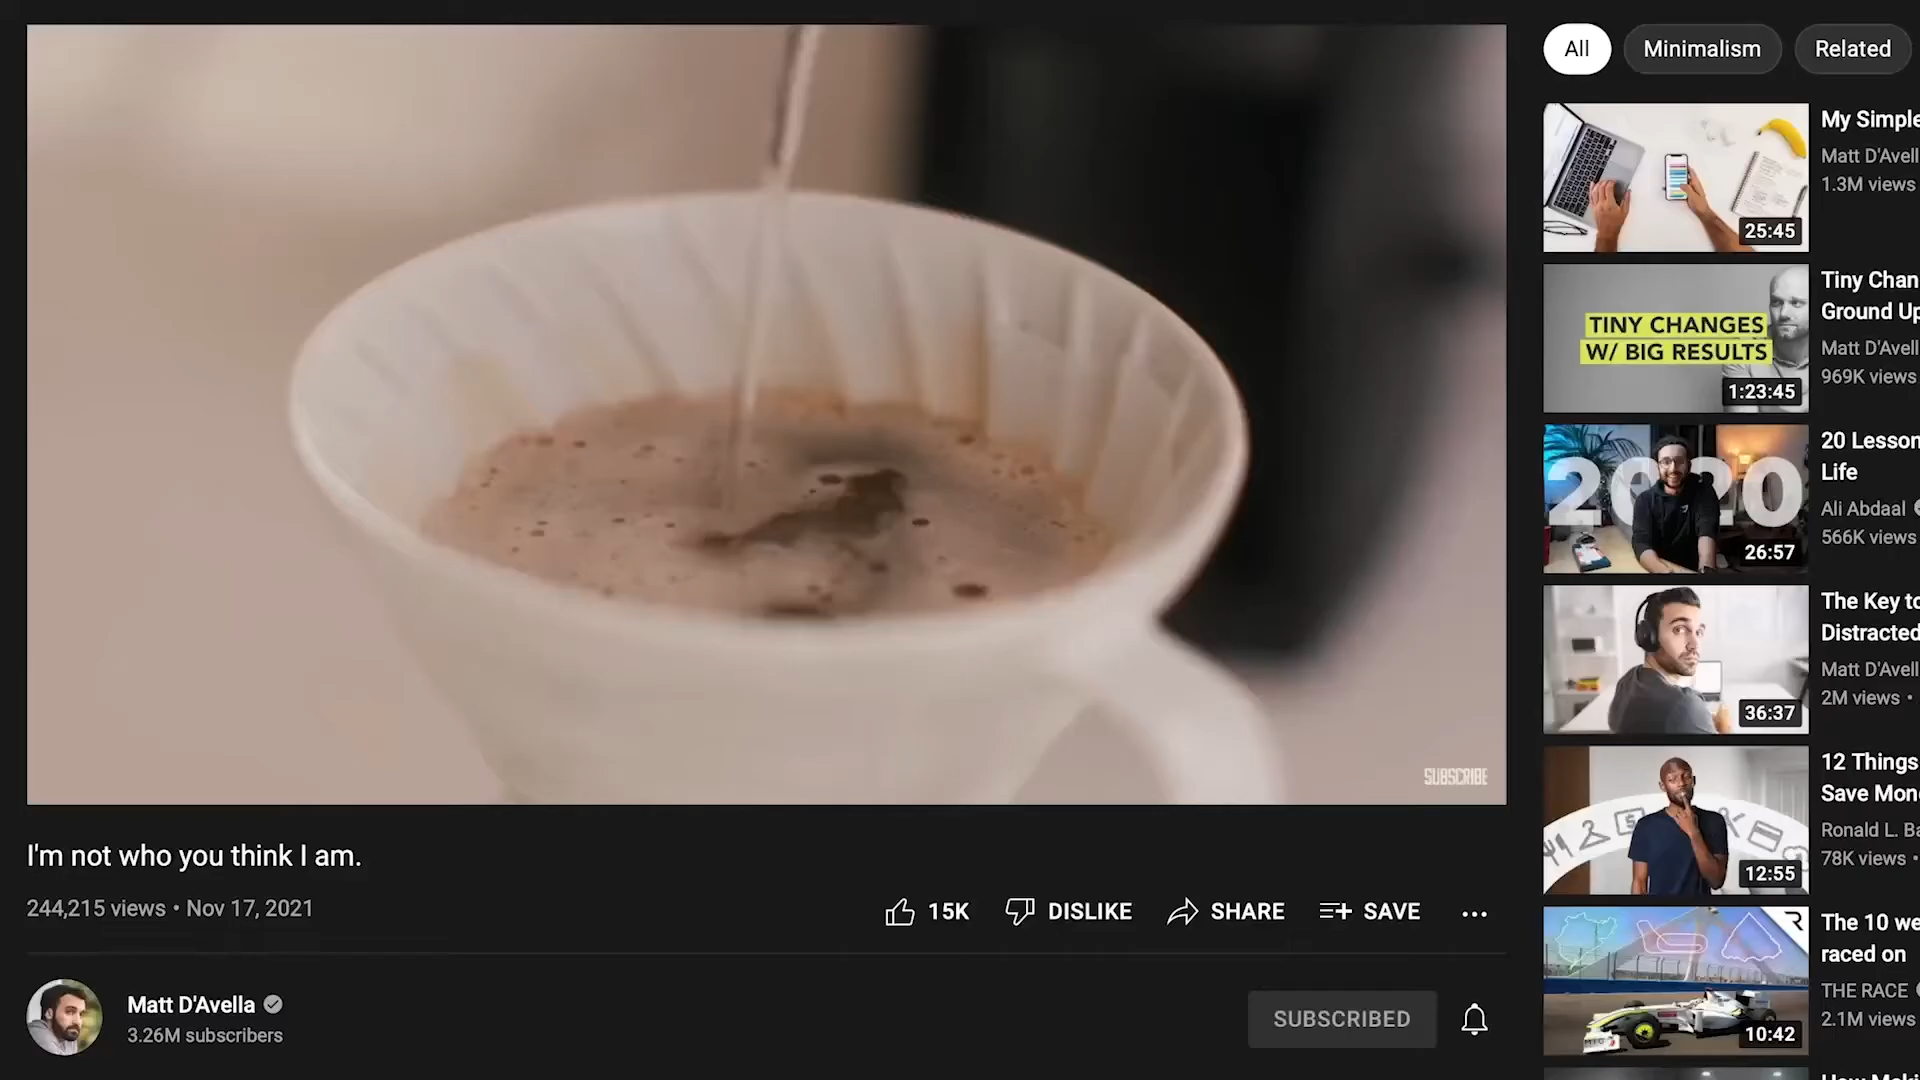 All
Minimalism
Related
SUBSCRIBE
I'm not who you think I am.
244,215 views • Nov 17, 2021
15K
DISLIKE
SHARE
SAVE
Matt D'Avella
3.26M subscribers
SUBSCRIBED
25:45
My Simple
Matt D'Avell
1.3M views
TINY CHANGES
W/ BIG RESULTS
1:23:45
Tiny Chan
Ground Up
Matt D'Avell
969K views
2020
26:57
20 Lesson
Life
Ali Abdaal
566K views
36:37
The Key to
Distracted
Matt D'Avell
2M views •
12:55
12 Things
Save Mon
Ronald L. Ba
78K views •
10:42
The 10 we
raced on
THE RACE
2.1M views